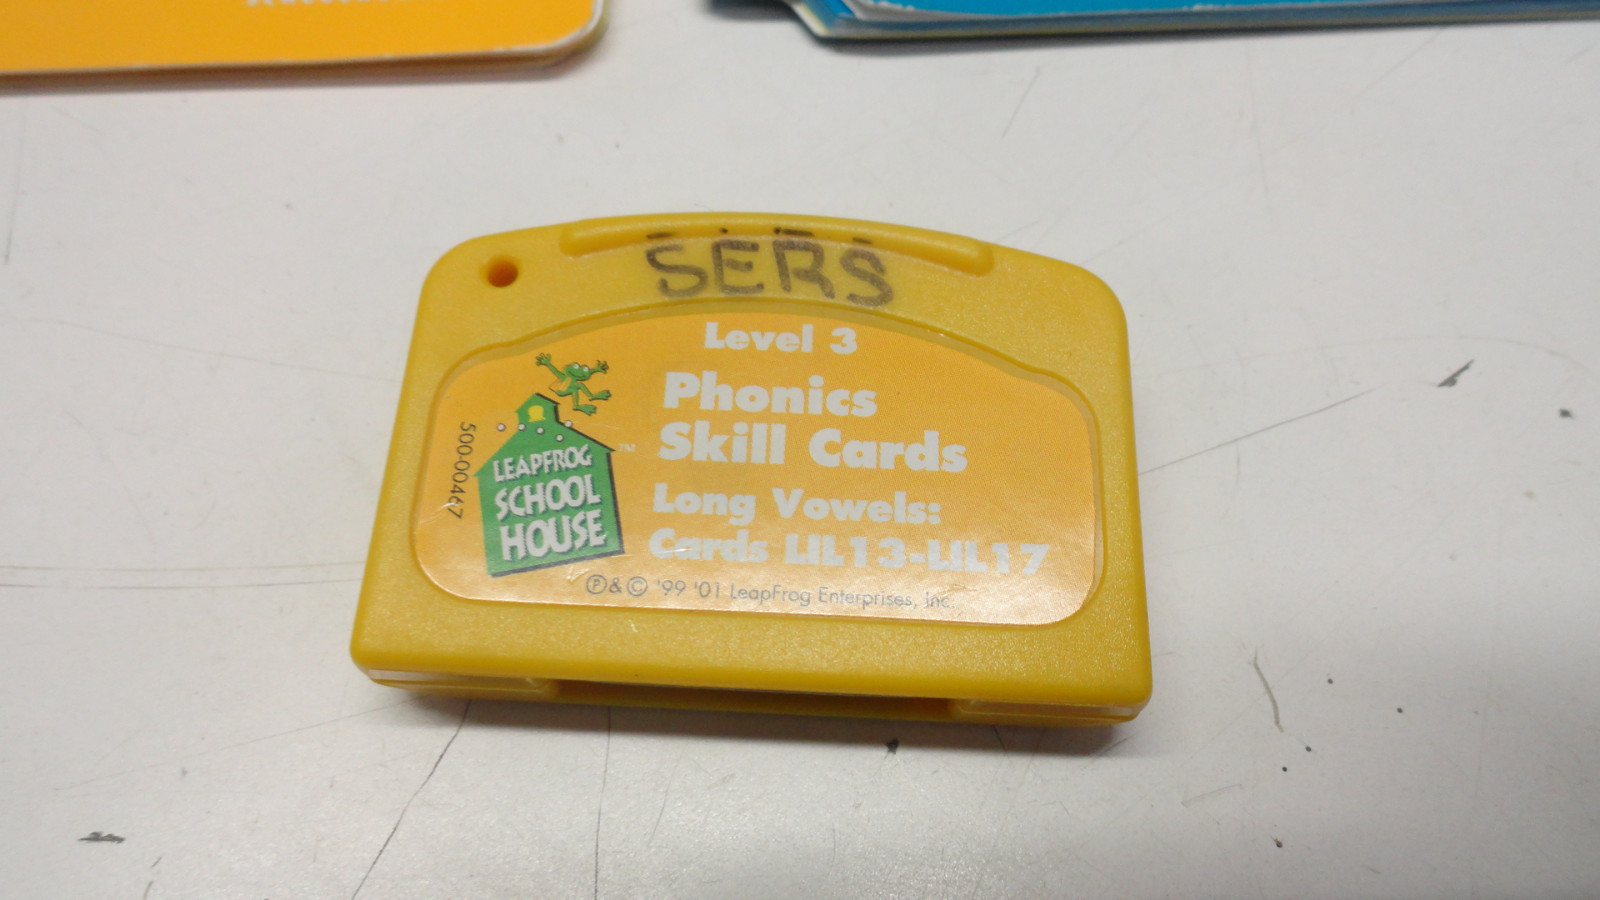 SERS
Level 3
Phonics
Skill Cards
Long Vowels:
Cards LIL13-LIL17
LEAPFROG
SCHOOL
HOUSE
™
500-00467
Ⓟ&© '99 '01 LeapFrog Enterprises, Inc.